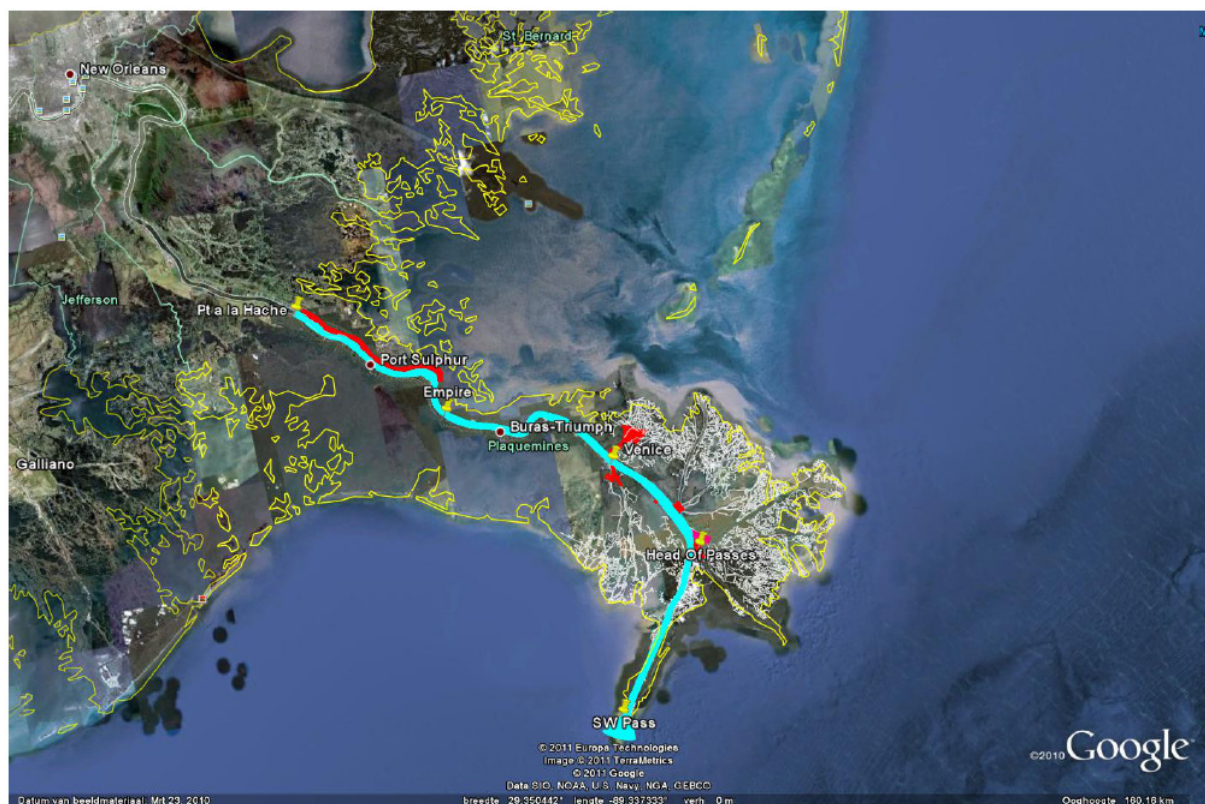 St. Bernard
New Orleans
Jefferson
Pt a la Hache
Port Sulphur
Empire
Buras-Triumph
Plaquemines
Venice
Galliano
Head Of Passes
SW Pass
© 2011 Europa Technologies
Image © 2011 TerraMetrics
© 2011 Google
Data SIO, NOAA, U.S. Navy, NGA, GEBCO
©2010 Google
Datum van beeldmateriaal: Mrt 23, 2010
breedte 29.350442° lengte -89.337333° verh 0 m
Ooghoogte 160.16 km